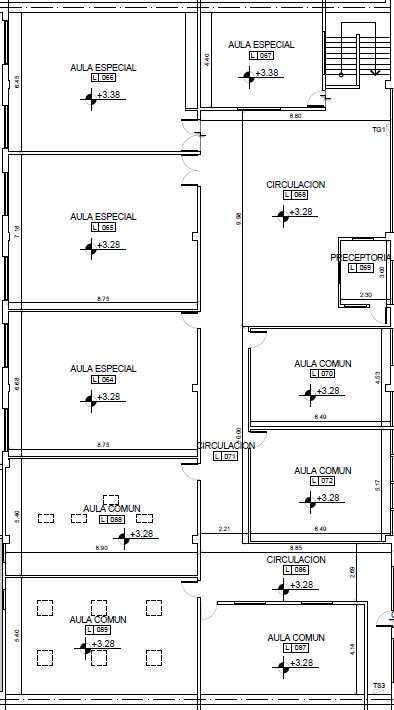 AULA ESPECIAL
L 066
+3.38
6.45
AULA ESPECIAL
L 067
+3.38
4.40
8.80
TG1
AULA ESPECIAL
L 065
+3.28
7.18
8.75
CIRCULACION
L 068
+3.28
9.98
PRECEPTORIA
L 069
3.00
2.30
AULA ESPECIAL
L 064
+3.28
6.68
8.75
AULA COMUN
L 070
+3.28
4.53
6.49
CIRCULACION
L 071
2.21
AULA COMUN
L 072
+3.28
5.17
6.49
AULA COMUN
L 088
+3.28
5.40
8.90
8.85
CIRCULACION
L 086
+3.28
2.69
AULA COMUN
L 089
+3.28
5.40
AULA COMUN
L 087
+3.28
4.14
TS3